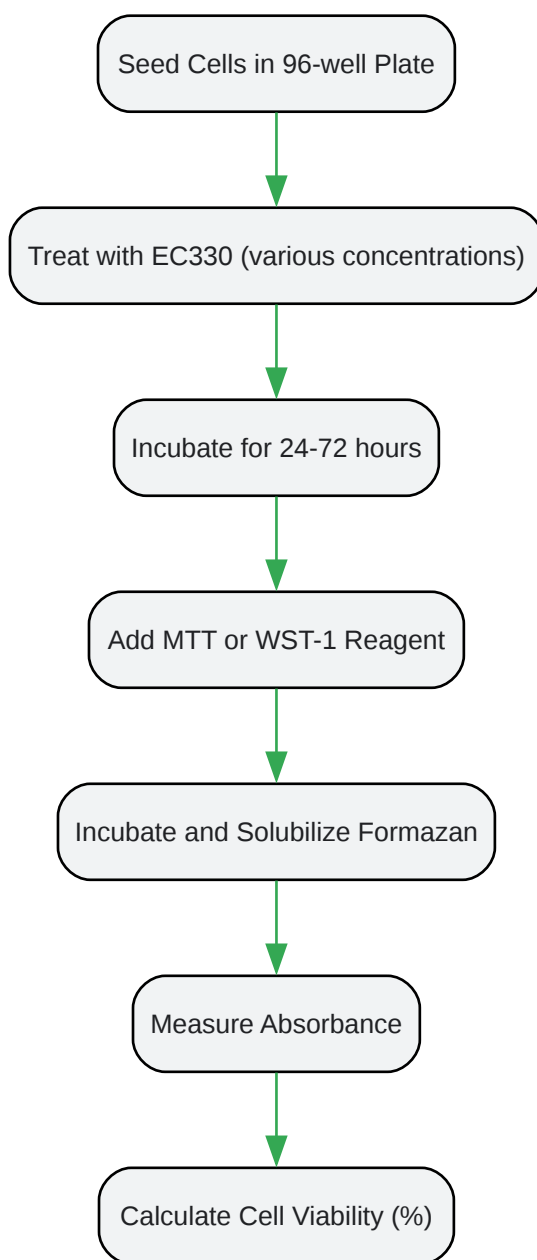 Seed Cells in 96-well Plate
Treat with EC330 (various concentrations)
Incubate for 24-72 hours
Add MTT or WST-1 Reagent
Incubate and Solubilize Formazan
Measure Absorbance
Calculate Cell Viability (%)